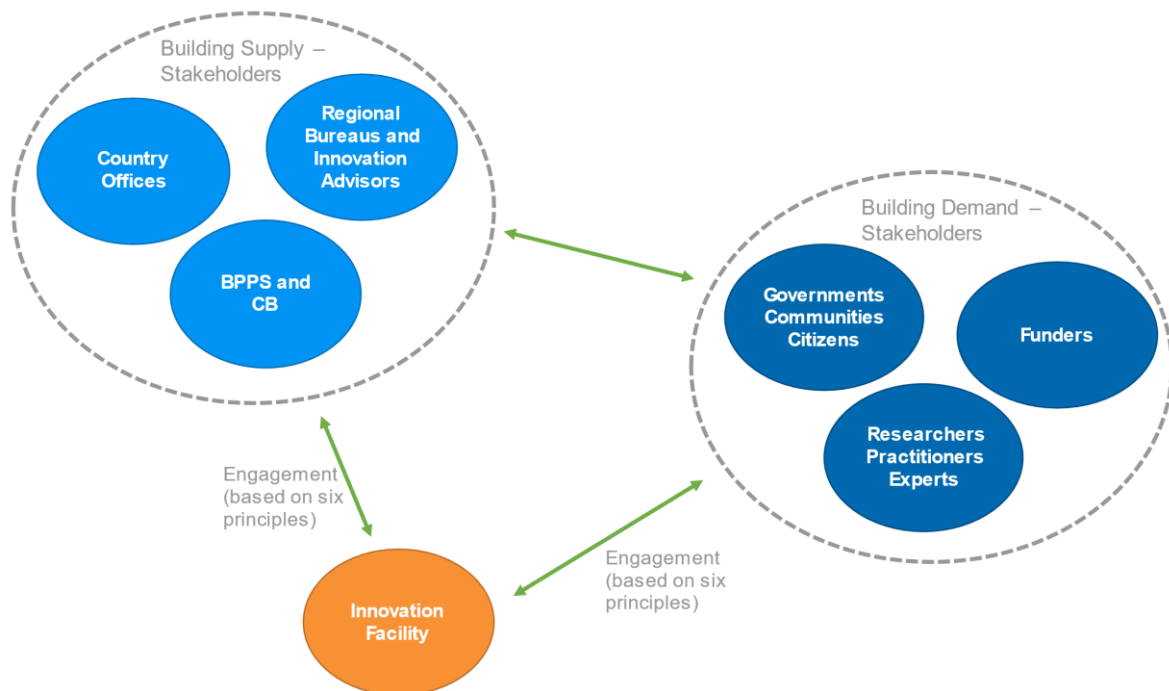 Building Supply –
Stakeholders
Regional
Bureaus and
Innovation
Advisors
Country
Offices
BPPS and
CB
Building Demand –
Stakeholders
Governments
Communities
Citizens
Funders
Researchers
Practitioners
Experts
Engagement
(based on six
principles)
Engagement
(based on six
principles)
Innovation
Facility